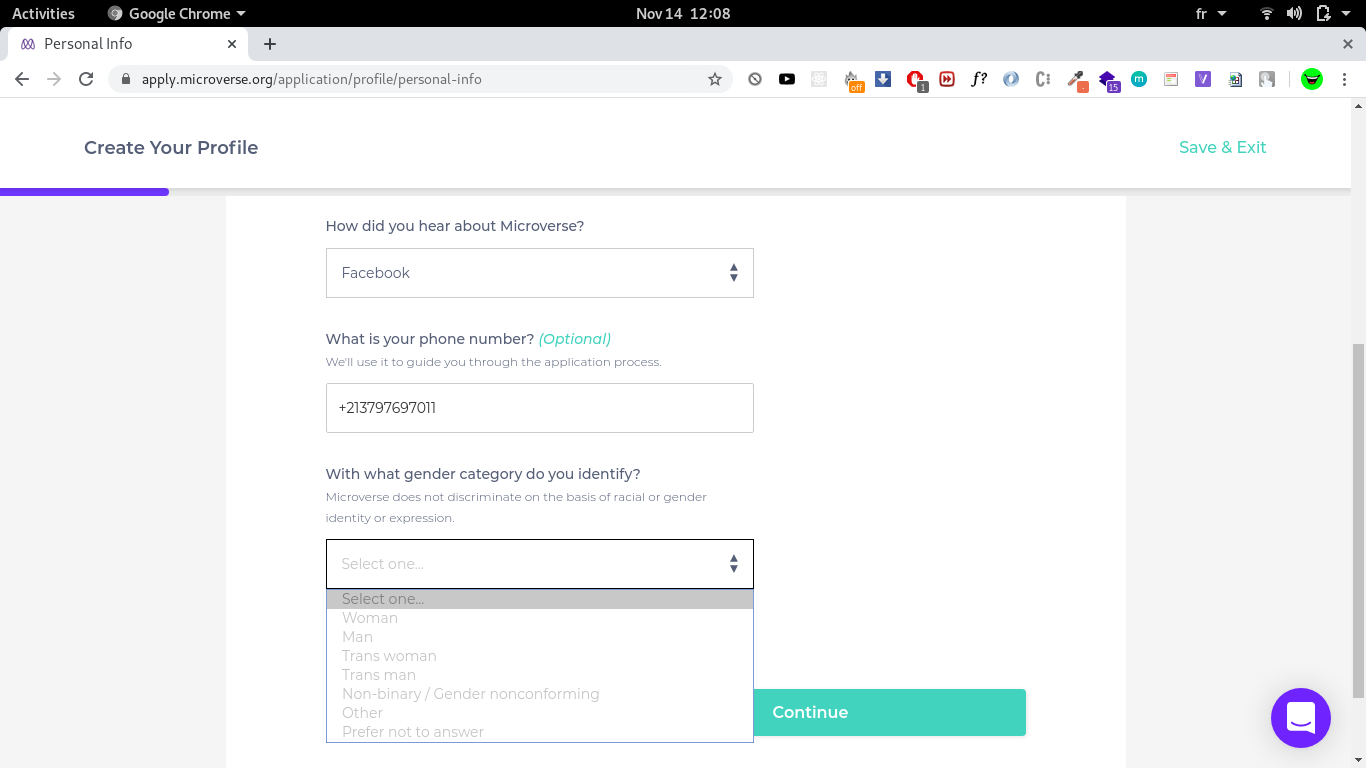 Activities
Google Chrome
Nov 14 12:08
fr
Personal Info
apply.microverse.org/application/profile/personal-info
off
1
f?
m
15
V
Create Your Profile
Save & Exit
How did you hear about Microverse?
Facebook
What is your phone number? (Optional)
We'll use it to guide you through the application process.
+213797697011
With what gender category do you identify?
Microverse does not discriminate on the basis of racial or gender
identity or expression.
Select one...
Select one...
Woman
Man
Trans woman
Trans man
Non-binary / Gender nonconforming
Other
Prefer not to answer
Continue